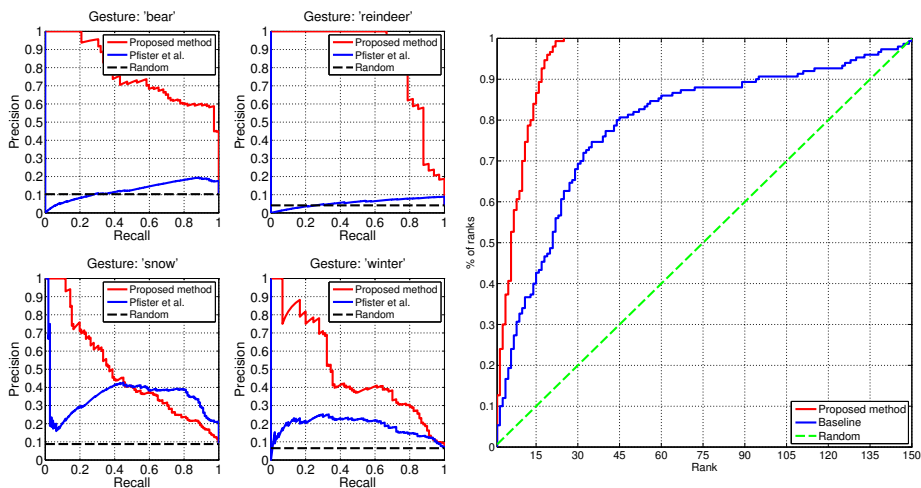 Gesture: 'bear'
Precision
1
0.9
0.8
0.7
0.6
0.5
0.4
0.3
0.2
0.1
0
0 0.2 0.4 0.6 0.8 1
Recall
Proposed method
Pfister et al.
Random
Gesture: 'reindeer'
Precision
1
0.9
0.8
0.7
0.6
0.5
0.4
0.3
0.2
0.1
0
0 0.2 0.4 0.6 0.8 1
Recall
Proposed method
Pfister et al.
Random
Gesture: 'snow'
Precision
1
0.9
0.8
0.7
0.6
0.5
0.4
0.3
0.2
0.1
0
0 0.2 0.4 0.6 0.8 1
Recall
Proposed method
Pfister et al.
Random
Gesture: 'winter'
Precision
1
0.9
0.8
0.7
0.6
0.5
0.4
0.3
0.2
0.1
0
0 0.2 0.4 0.6 0.8 1
Recall
Proposed method
Pfister et al.
Random
% of ranks
1
0.9
0.8
0.7
0.6
0.5
0.4
0.3
0.2
0.1
0
15 30 45 60 75 90 105 120 135 150
Rank
Proposed method
Baseline
Random